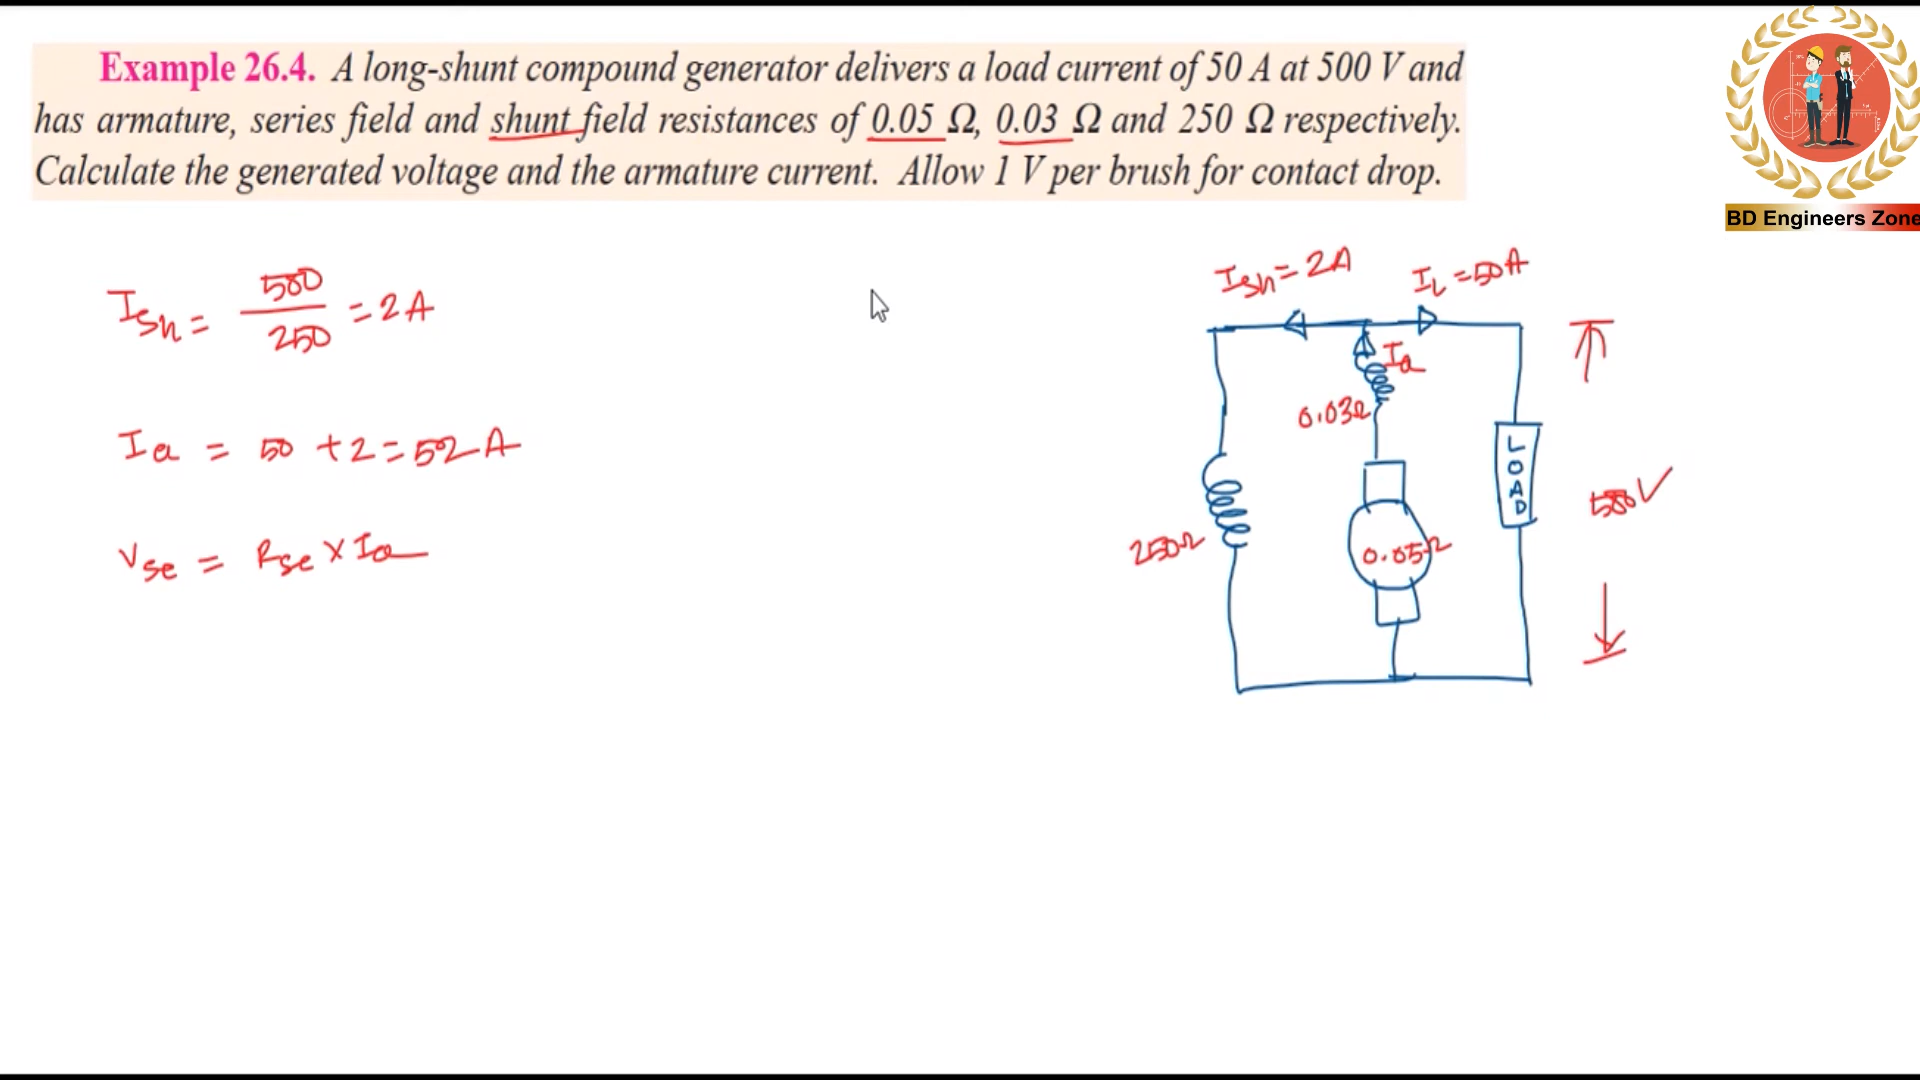 Example 26.4. A long-shunt compound generator delivers a load current of 50 A at 500 V and
has armature, series field and shunt field resistances of 0.05 Ω, 0.03 Ω and 250 Ω respectively.
Calculate the generated voltage and the armature current. Allow 1 V per brush for contact drop.
BD Engineers Zone
Ish = 500/250 = 2A
Ia = 50 + 2 = 52 A
Vse = Rse × Ia
Ish = 2A
IL = 50A
Ia
0.03Ω
LOAD
500V
250Ω
0.05Ω